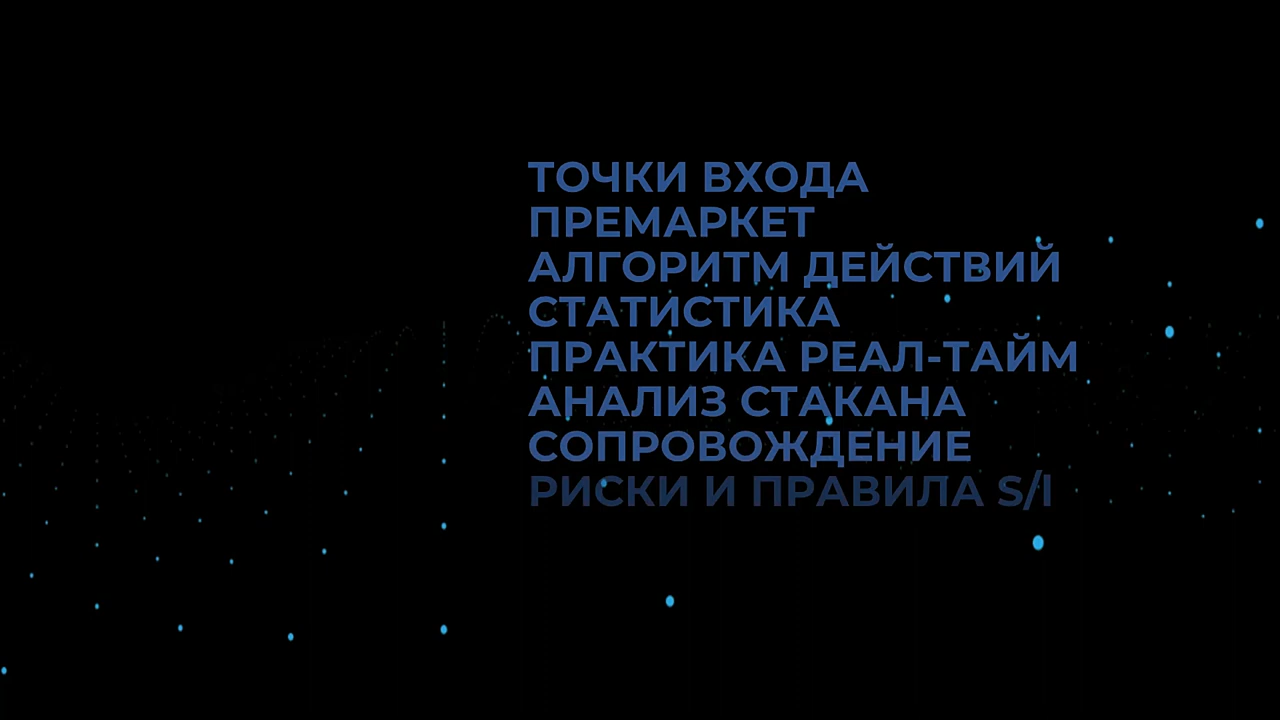 ТОЧКИ ВХОДА
ПРЕМАРКЕТ
АЛГОРИТМ ДЕЙСТВИЙ
СТАТИСТИКА
ПРАКТИКА РЕАЛ-ТАЙМ
АНАЛИЗ СТАКАНА
СОПРОВОЖДЕНИЕ
РИСКИ И ПРАВИЛА S/l